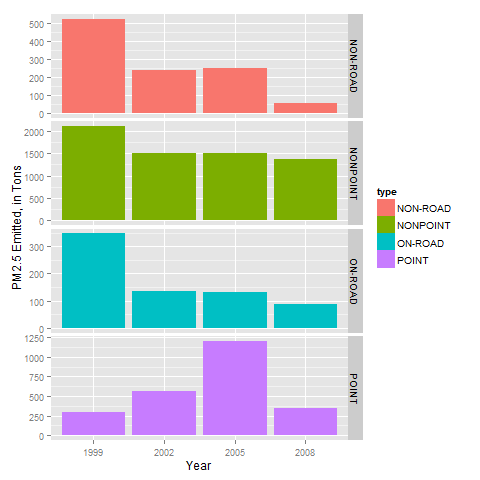 PM2.5 Emitted, in Tons
500
400
300
200
100
0
NON-ROAD
2000
1500
1000
500
0
NONPOINT
300
200
100
0
ON-ROAD
1250
1000
750
500
250
0
POINT
1999 2002 2005 2008
Year
type
NON-ROAD
NONPOINT
ON-ROAD
POINT